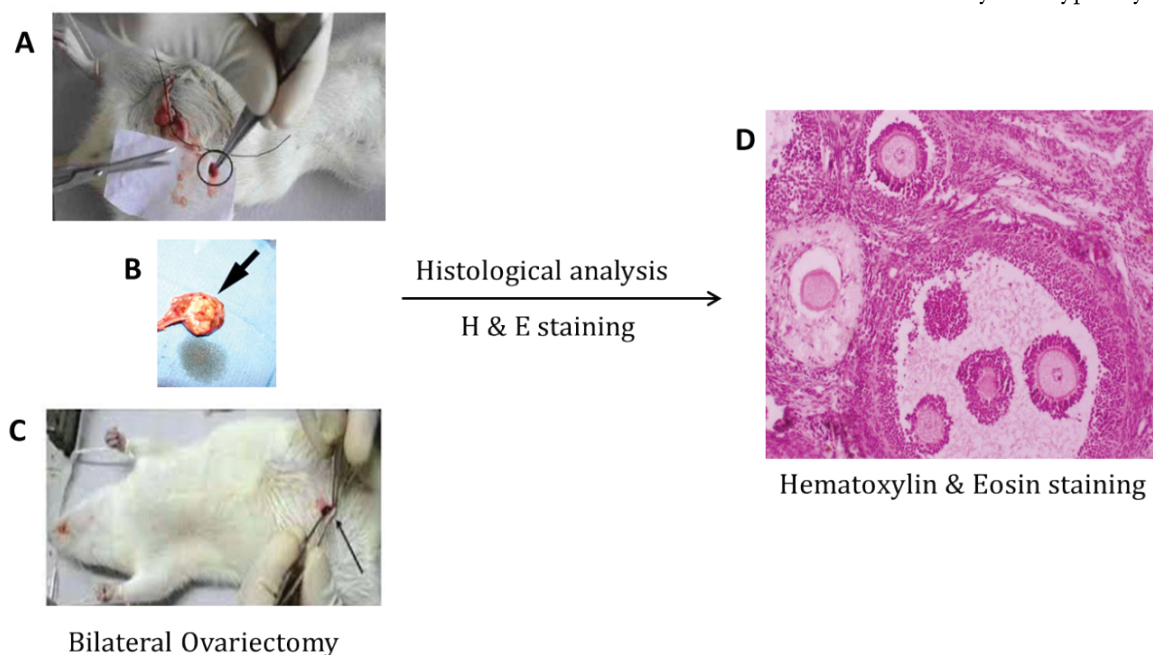 A
B
C
Histological analysis
H & E staining
D
Hematoxylin & Eosin staining
Bilateral Ovariectomy